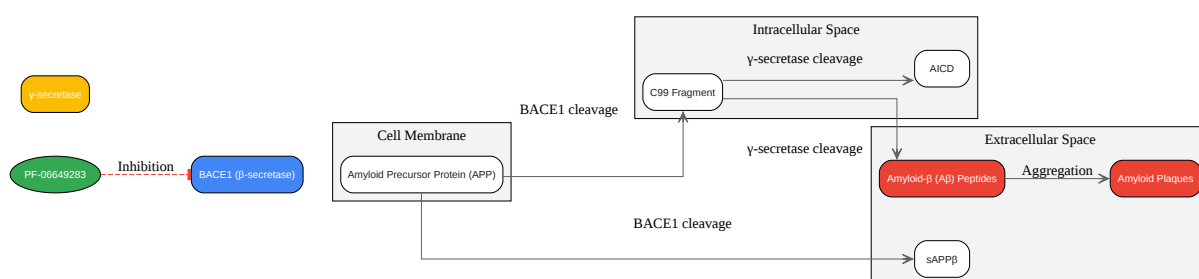 Intracellular Space
γ-secretase cleavage
AICD
C99 Fragment
γ-secretase
BACE1 cleavage
Cell Membrane
Extracellular Space
γ-secretase cleavage
Inhibition
PF-06649283
BACE1 (β-secretase)
Amyloid Precursor Protein (APP)
Amyloid-β (Aβ) Peptides
Aggregation
Amyloid Plaques
BACE1 cleavage
sAPPβ